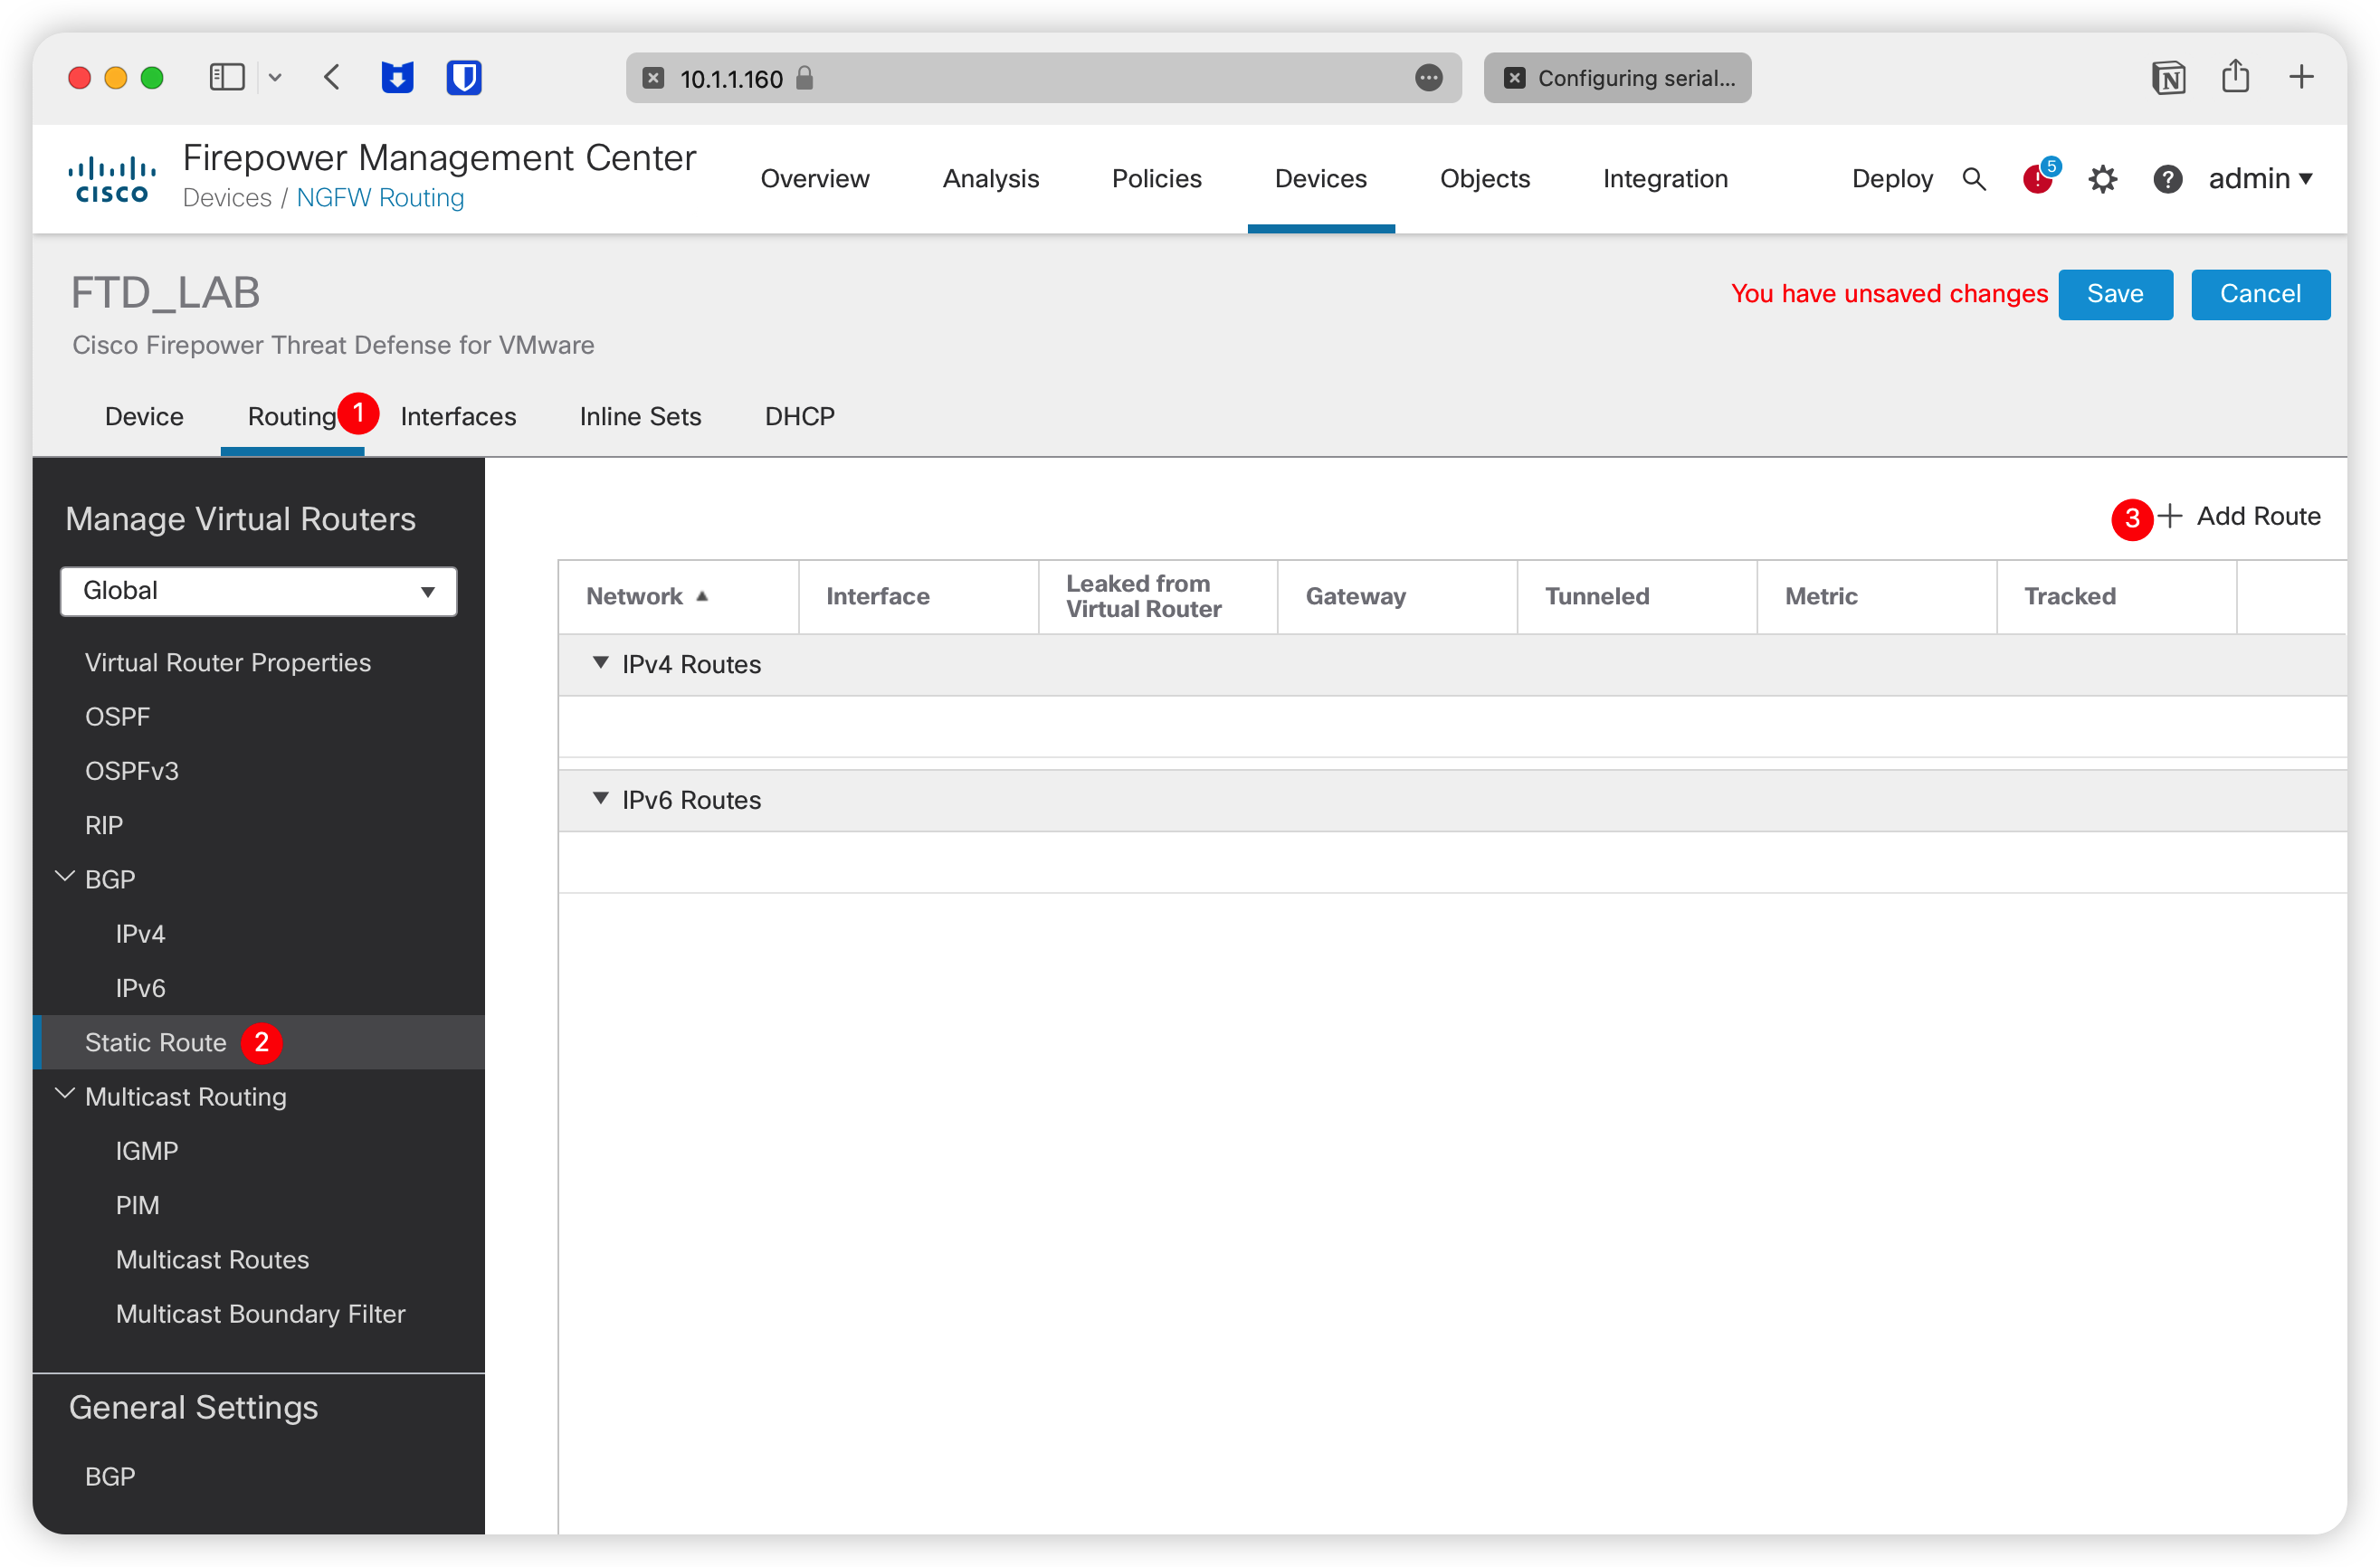 10.1.1.160
Configuring serial...
CISCO
Firepower Management Center
Devices / NGFW Routing
Overview
Analysis
Policies
Devices
Objects
Integration
Deploy
5
admin
FTD_LAB
You have unsaved changes
Save
Cancel
Cisco Firepower Threat Defense for VMware
Device
Routing
1
Interfaces
Inline Sets
DHCP
Manage Virtual Routers
Global
Virtual Router Properties
OSPF
OSPFv3
RIP
BGP
IPv4
IPv6
Static Route
2
Multicast Routing
IGMP
PIM
Multicast Routes
Multicast Boundary Filter
General Settings
BGP
3
+ Add Route
Network
Interface
Leaked from
Virtual Router
Gateway
Tunneled
Metric
Tracked
IPv4 Routes
IPv6 Routes